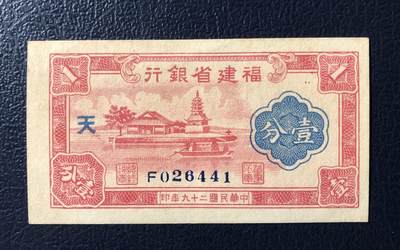 福建省銀行
天
壹分
F026441
中華民國二十九年印